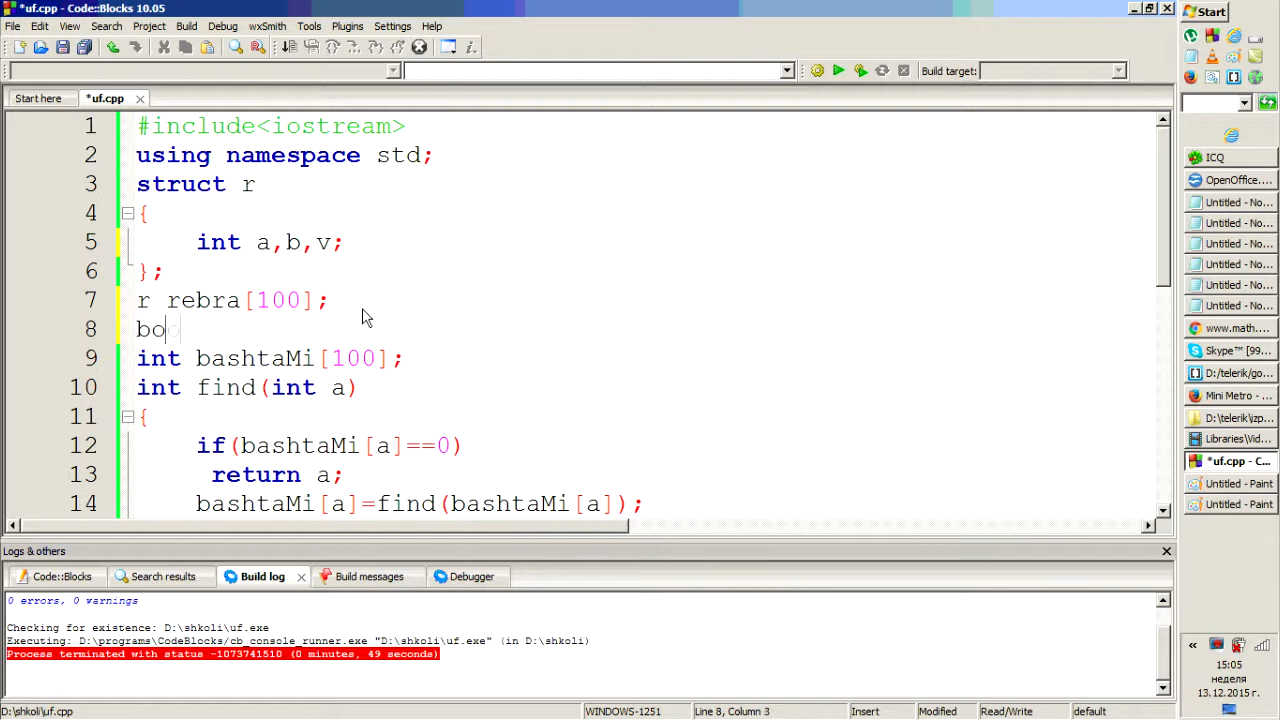 *uf.cpp - Code::Blocks 10.05
File Edit View Search Project Build Debug wxSmith Tools Plugins Settings Help
Build target:
Start here *uf.cpp
1 #include<iostream>
2 using namespace std;
3 struct r
4 {
5 int a,b,v;
6 };
7 r rebra[100];
8 boo
9 int bashtaMi[100];
10 int find(int a)
11 {
12 if(bashtaMi[a]==0)
13 return a;
14 bashtaMi[a]=find(bashtaMi[a]);
Logs & others
Code::Blocks Search results Build log Build messages Debugger
0 errors, 0 warnings
Checking for existence: D:\shkoli\uf.exe
Executing: D:\programs\CodeBlocks/cb_console_runner.exe "D:\shkoli\uf.exe" (in D:\shkoli)
Process terminated with status -1073741510 (0 minutes, 49 seconds)
D:\shkoli\uf.cpp WINDOWS-1251 Line 8, Column 3 Insert Modified Read/Write default
Start
ICQ
OpenOffice....
Untitled - No...
Untitled - No...
Untitled - No...
Untitled - No...
Untitled - No...
Untitled - No...
www.math....
Skype™ [99...
D:/telerik/go...
Mini Metro - ...
D:\telerik\izp...
Libraries\Vid...
*uf.cpp - C...
Untitled - Paint
Untitled - Paint
15:05
неделя
13.12.2015 г.